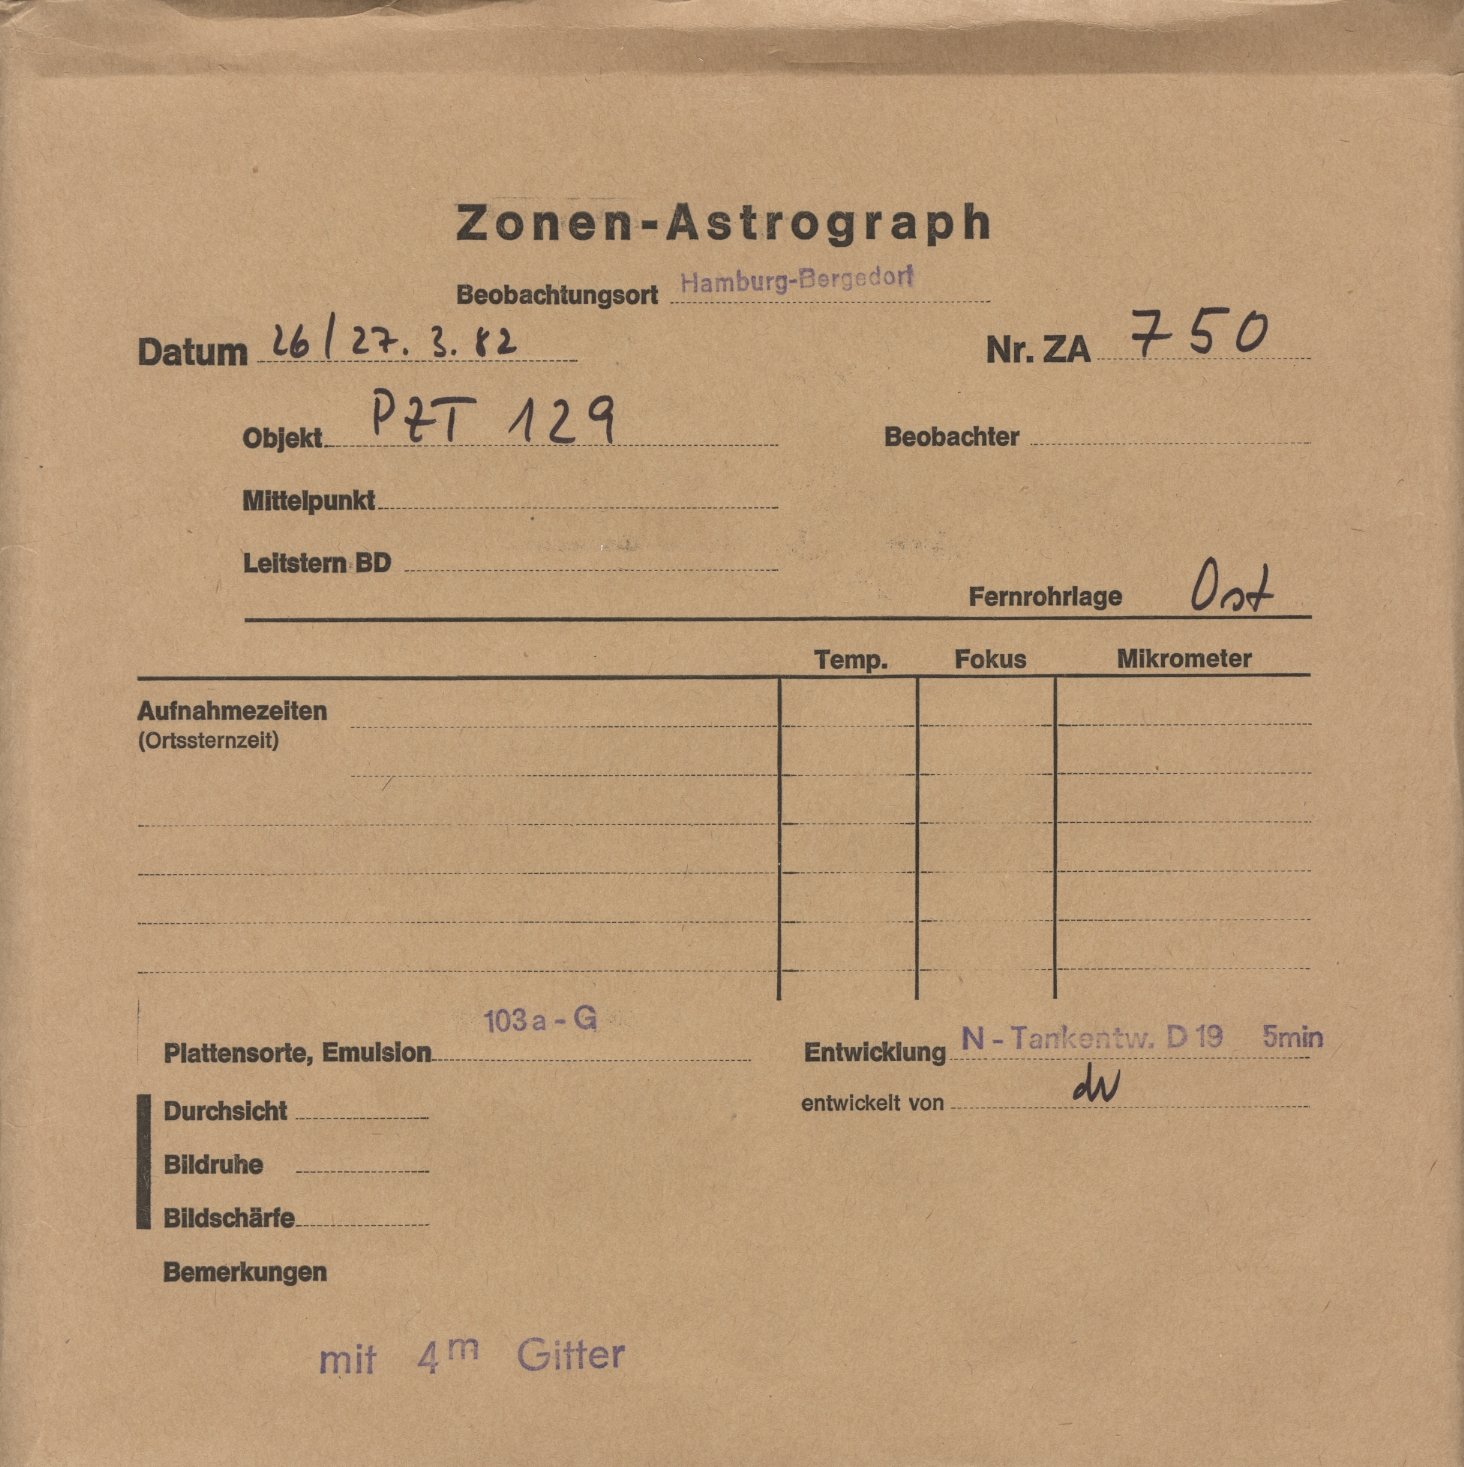 Zonen-Astrograph
Beobachtungsort Hamburg-Bergedorf
Datum 26/27. 3. 82 Nr. ZA 750
Objekt PZT 129 Beobachter
Mittelpunkt
Leitstern BD
Fernrohrlage Ost
Temp. Fokus Mikrometer
Aufnahmezeiten
(Ortssternzeit)
103a-G
Plattensorte, Emulsion Entwicklung N-Tankentw. D19 5min
entwickelt von dW
Durchsicht
Bildruhe
Bildschärfe
Bemerkungen
mit 4m Gitter